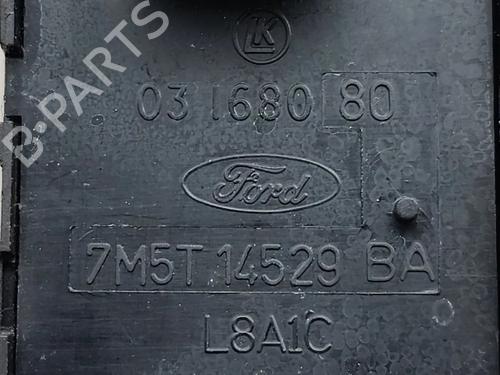 LK
B-PARTS
03 1680 80
Ford
7M5T 14529 BA
L8A1C